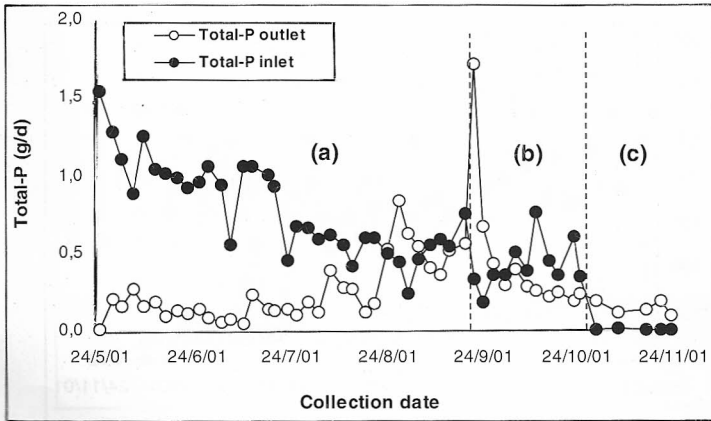 2,0
Total-P outlet
Total-P inlet
1,5
(a)
(b)
(c)
1,0
Total-P (g/d)
0,5
0,0
24/5/01 24/6/01 24/7/01 24/8/01 24/9/01 24/10/01 24/11/01
Collection date